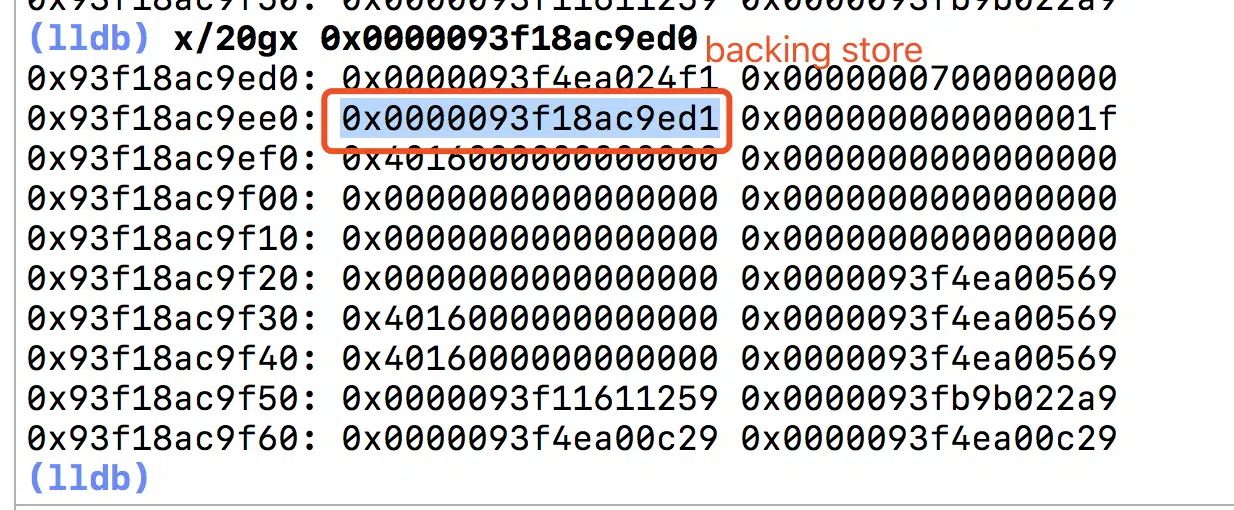 (lldb) x/20gx 0x0000093f18ac9ed0
backing store
0x93f18ac9ed0: 0x0000093f4ea024f1 0x0000000700000000
0x93f18ac9ee0: 0x0000093f18ac9ed1 0x000000000000001f
0x93f18ac9ef0: 0x4016000000000000 0x0000000000000000
0x93f18ac9f00: 0x0000000000000000 0x0000000000000000
0x93f18ac9f10: 0x0000000000000000 0x0000000000000000
0x93f18ac9f20: 0x0000000000000000 0x0000093f4ea00569
0x93f18ac9f30: 0x4016000000000000 0x0000093f4ea00569
0x93f18ac9f40: 0x4016000000000000 0x0000093f4ea00569
0x93f18ac9f50: 0x0000093f11611259 0x0000093fb9b022a9
0x93f18ac9f60: 0x0000093f4ea00c29 0x0000093f4ea00c29
(lldb)